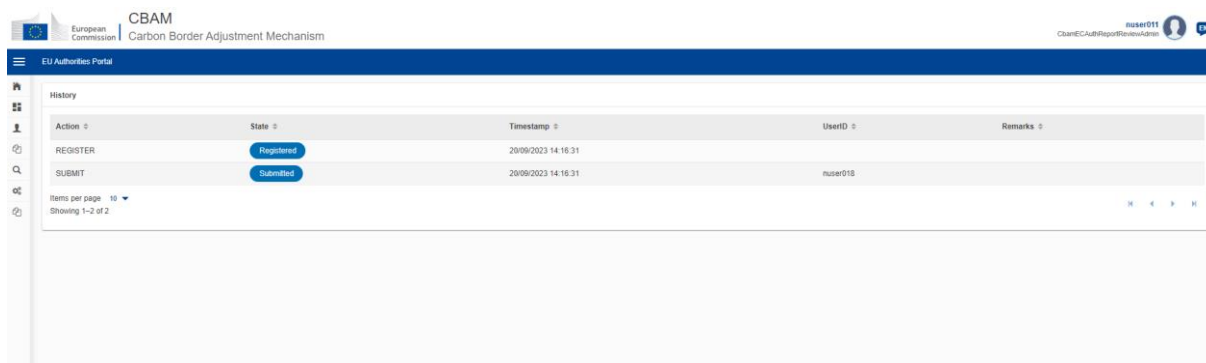 European Commission
CBAM
Carbon Border Adjustment Mechanism
nuser011
CbamECAuthReportReviewAdmin
EN
EU Authorities Portal
History
Action State Timestamp UserID Remarks
REGISTER Registered 20/09/2023 14:16:31
SUBMIT Submitted 20/09/2023 14:16:31 nuser018
Items per page 10
Showing 1–2 of 2